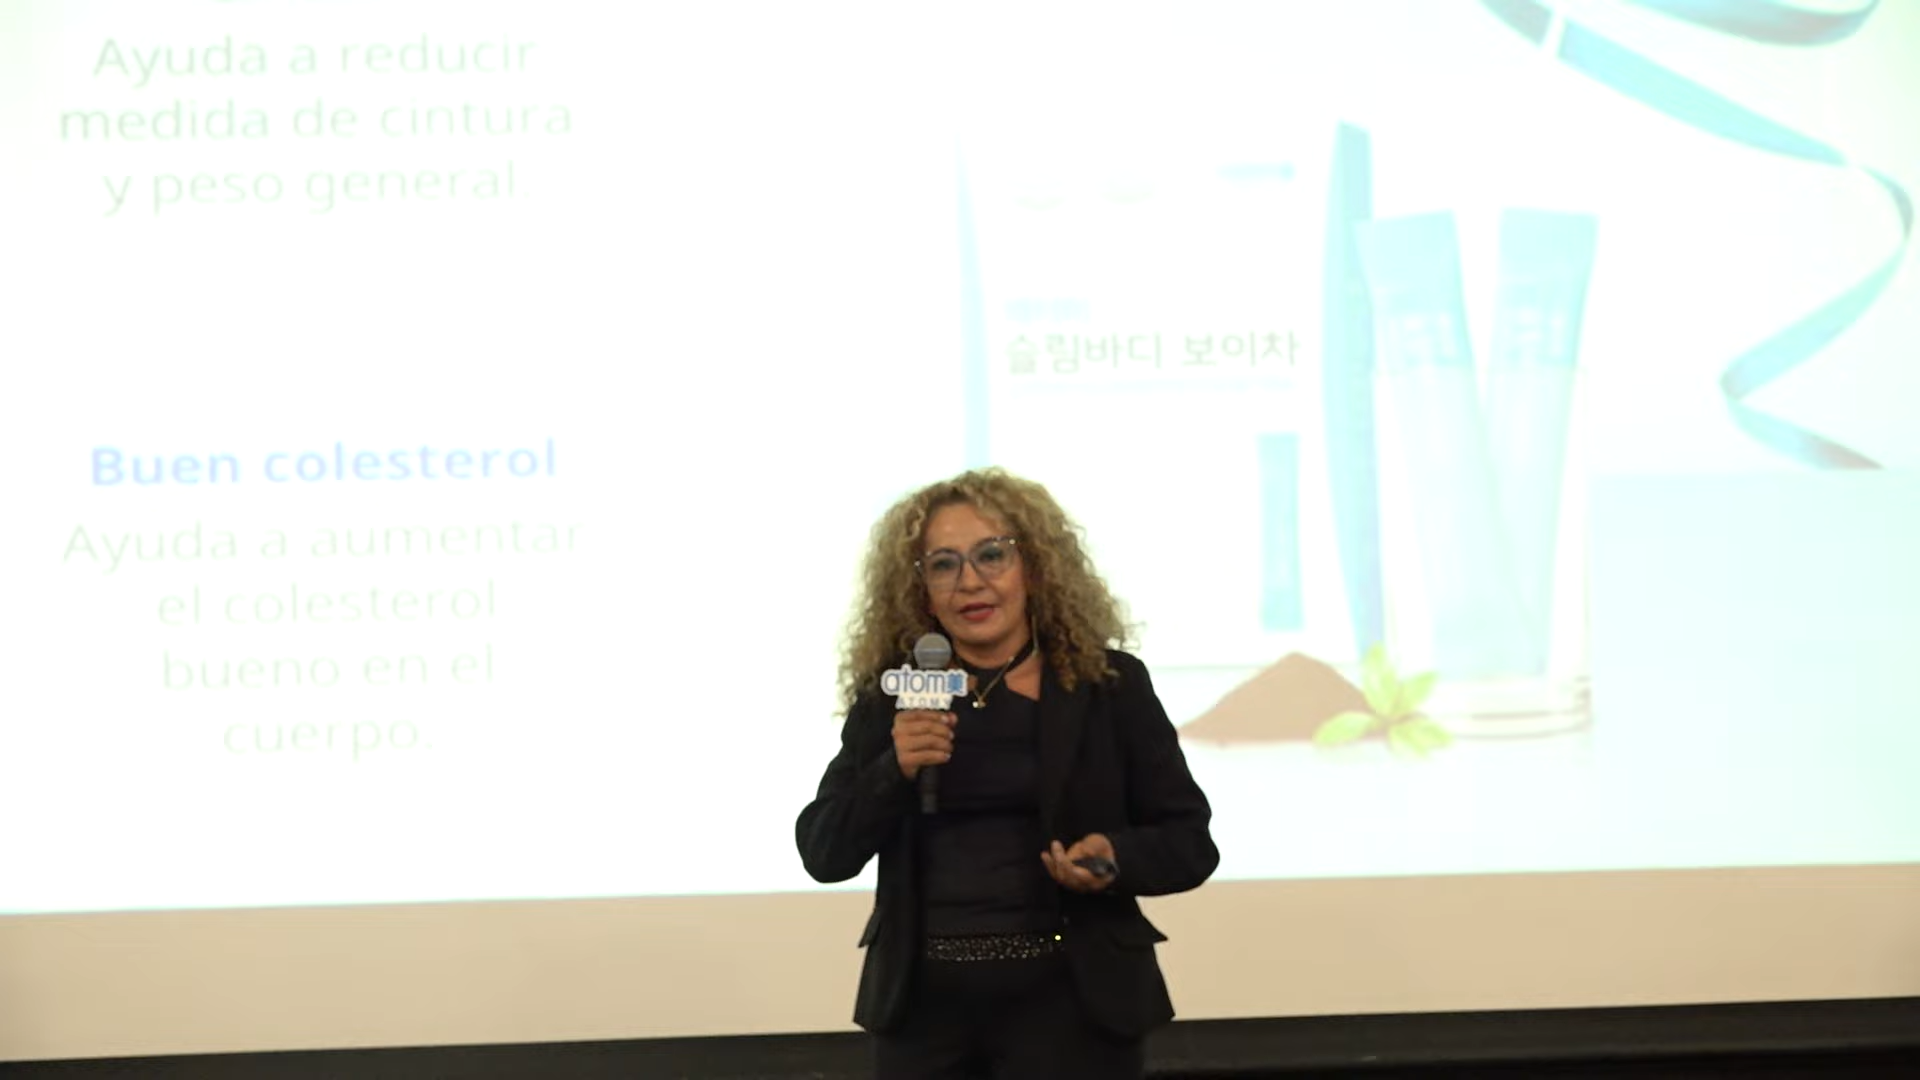 Ayuda a reducir
medida de cintura
y peso general.
Buen colesterol
Ayuda a aumentar
el colesterol
bueno en el
cuerpo.
슬림바디 보이차
atom美
ATOMY